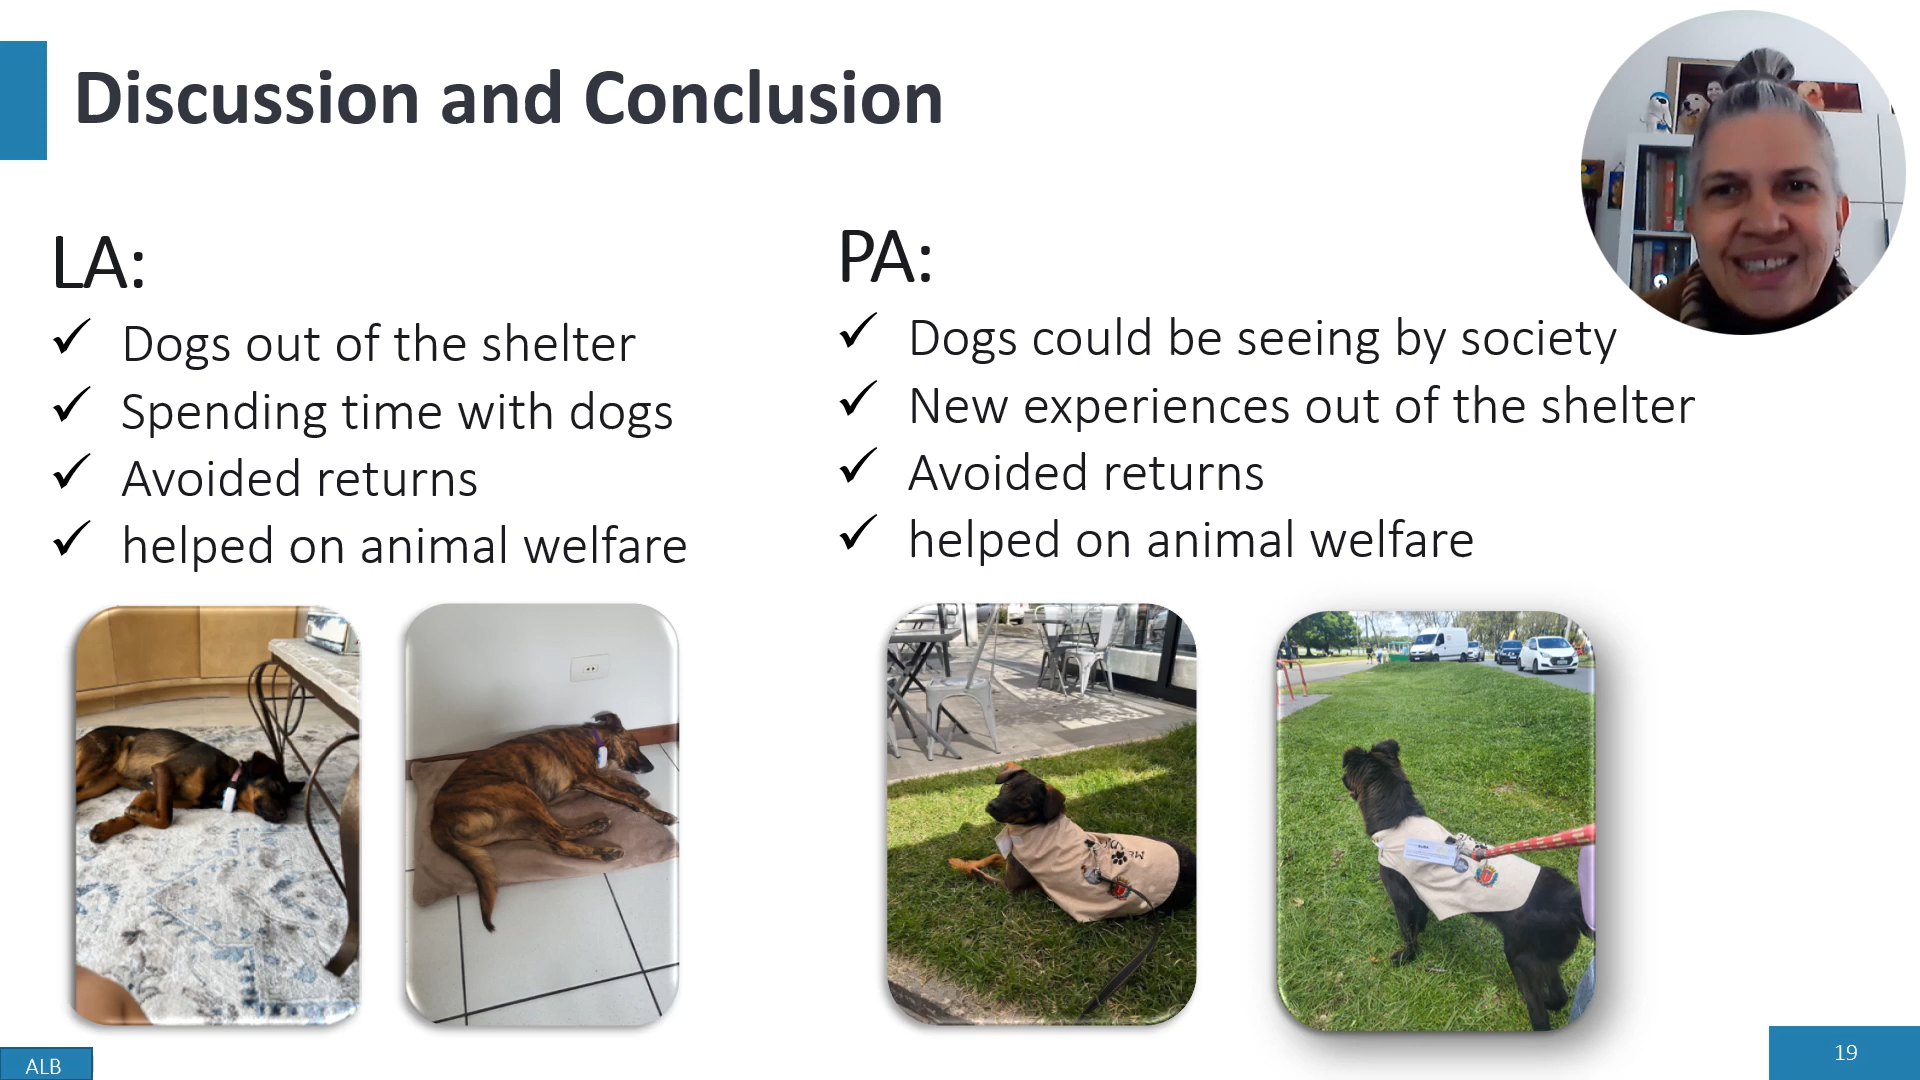 Discussion and Conclusion
LA:
✓ Dogs out of the shelter
✓ Spending time with dogs
✓ Avoided returns
✓ helped on animal welfare
PA:
✓ Dogs could be seeing by society
✓ New experiences out of the shelter
✓ Avoided returns
✓ helped on animal welfare
ALB
19